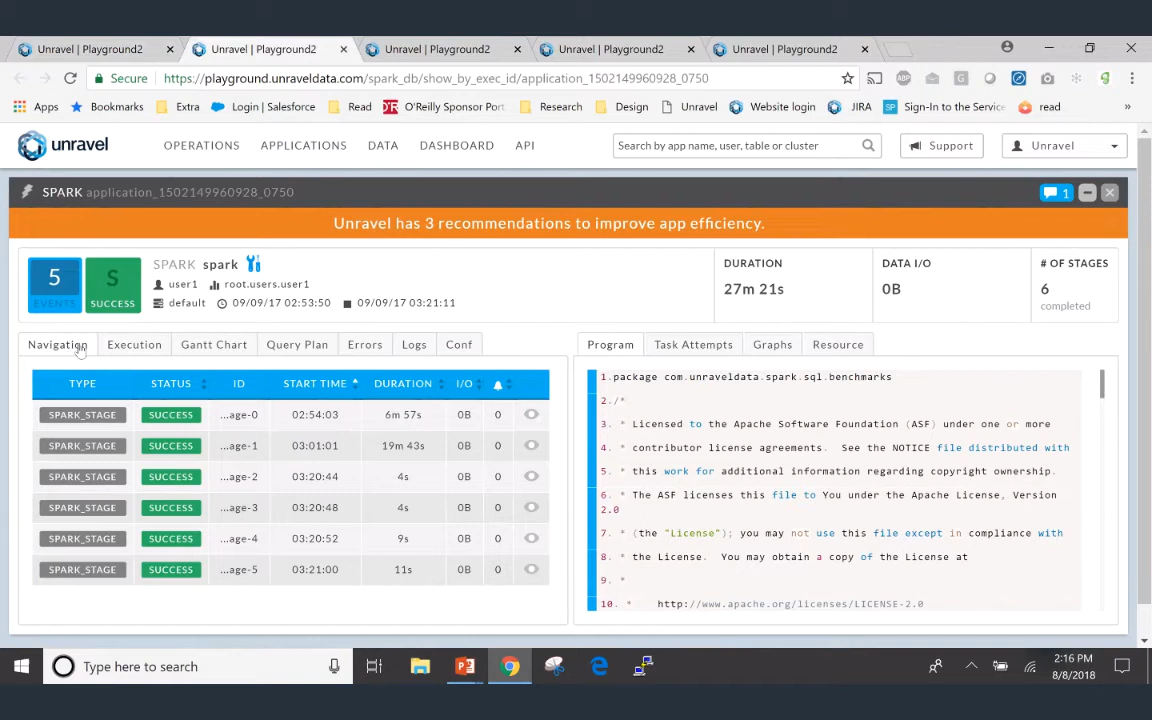 Unravel | Playground2 Unravel | Playground2 Unravel | Playground2 Unravel | Playground2 Unravel | Playground2
Secure https://playground.unraveldata.com/spark_db/show_by_exec_id/application_1502149960928_0750
Apps Bookmarks Extra Login | Salesforce Read O'Reilly Sponsor Port Research Design Unravel Website login JIRA Sign-In to the Service read
unravel OPERATIONS APPLICATIONS DATA DASHBOARD API Search by app name, user, table or cluster Support Unravel
SPARK application_1502149960928_0750 1
Unravel has 3 recommendations to improve app efficiency.
5 EVENTS S SUCCESS
SPARK spark
user1 root.users.user1
default 09/09/17 02:53:50 09/09/17 03:21:11
DURATION
27m 21s
DATA I/O
0B
# OF STAGES
6
completed
Navigation Execution Gantt Chart Query Plan Errors Logs Conf
TYPE STATUS ID START TIME DURATION I/O
SPARK_STAGE SUCCESS ...age-0 02:54:03 6m 57s 0B 0
SPARK_STAGE SUCCESS ...age-1 03:01:01 19m 43s 0B 0
SPARK_STAGE SUCCESS ...age-2 03:20:44 4s 0B 0
SPARK_STAGE SUCCESS ...age-3 03:20:48 4s 0B 0
SPARK_STAGE SUCCESS ...age-4 03:20:52 9s 0B 0
SPARK_STAGE SUCCESS ...age-5 03:21:00 11s 0B 0
Program Task Attempts Graphs Resource
1.package com.unraveldata.spark.sql.benchmarks
2./*
3. * Licensed to the Apache Software Foundation (ASF) under one or more
4. * contributor license agreements. See the NOTICE file distributed with
5. * this work for additional information regarding copyright ownership.
6. * The ASF licenses this file to You under the Apache License, Version
2.0
7. * (the "License"); you may not use this file except in compliance with
8. * the License. You may obtain a copy of the License at
9. *
10. * http://www.apache.org/licenses/LICENSE-2.0
Type here to search
2:16 PM
8/8/2018